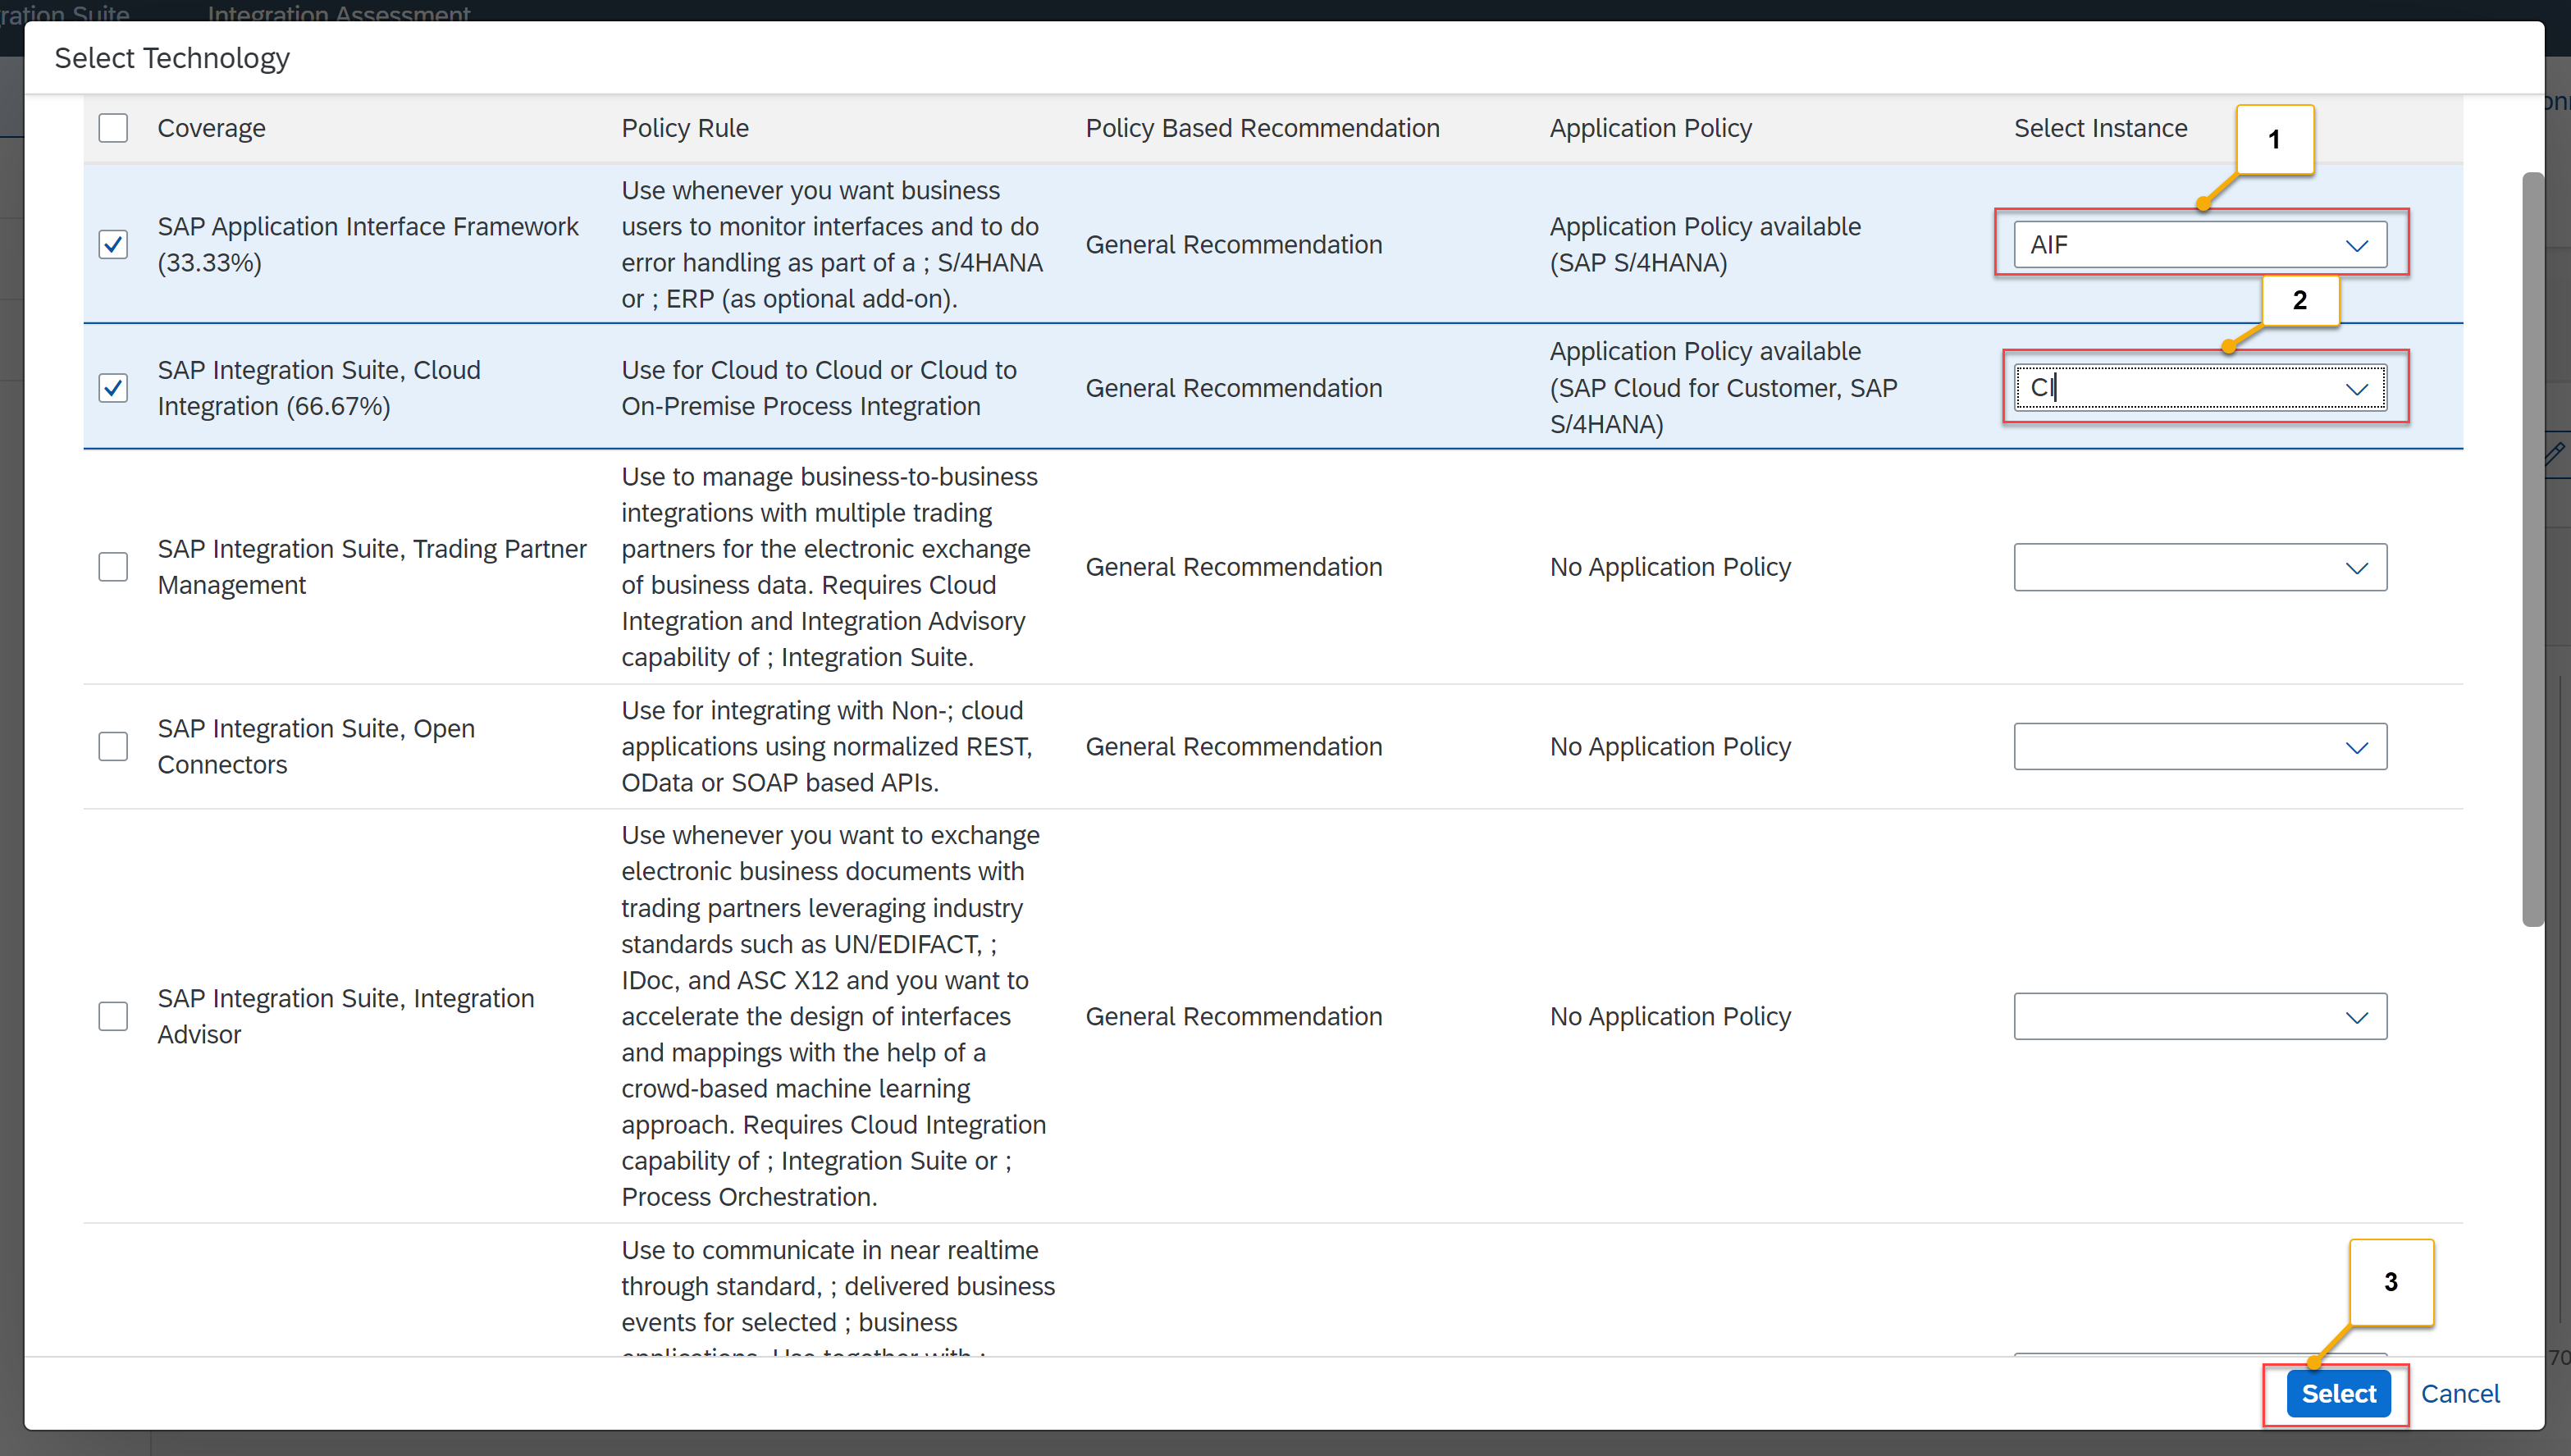 Integration Assessment
Select Technology
Coverage
Policy Rule
Policy Based Recommendation
Application Policy
Select Instance
1
SAP Application Interface Framework
(33.33%)
Use whenever you want business
users to monitor interfaces and to do
error handling as part of a ; S/4HANA
or ; ERP (as optional add-on).
General Recommendation
Application Policy available
(SAP S/4HANA)
AIF
2
SAP Integration Suite, Cloud
Integration (66.67%)
Use for Cloud to Cloud or Cloud to
On-Premise Process Integration
General Recommendation
Application Policy available
(SAP Cloud for Customer, SAP
S/4HANA)
CI
SAP Integration Suite, Trading Partner
Management
Use to manage business-to-business
integrations with multiple trading
partners for the electronic exchange
of business data. Requires Cloud
Integration and Integration Advisory
capability of ; Integration Suite.
General Recommendation
No Application Policy
SAP Integration Suite, Open
Connectors
Use for integrating with Non-; cloud
applications using normalized REST,
OData or SOAP based APIs.
General Recommendation
No Application Policy
SAP Integration Suite, Integration
Advisor
Use whenever you want to exchange
electronic business documents with
trading partners leveraging industry
standards such as UN/EDIFACT, ;
IDoc, and ASC X12 and you want to
accelerate the design of interfaces
and mappings with the help of a
crowd-based machine learning
approach. Requires Cloud Integration
capability of ; Integration Suite or ;
Process Orchestration.
General Recommendation
No Application Policy
Use to communicate in near realtime
through standard, ; delivered business
events for selected ; business
applications. Use together with ;
3
Select
Cancel
70